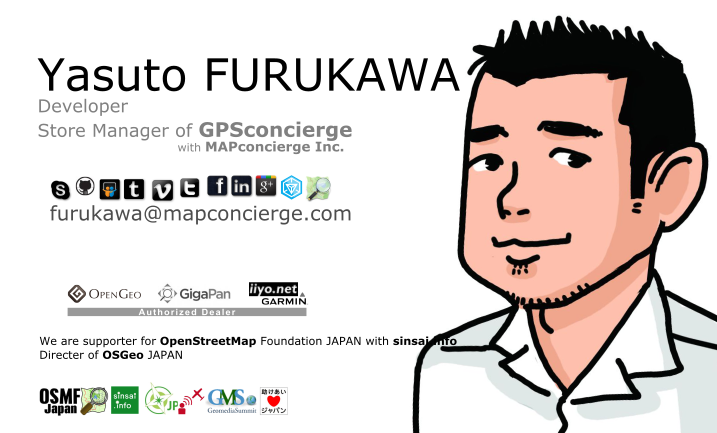 Yasuto FURUKAWA
Developer
Store Manager of GPSconcierge
with MAPconcierge Inc.
furukawa@mapconcierge.com
OPENGEO GigaPan iiyo.net GARMIN
Authorized Dealer
We are supporter for OpenStreetMap Foundation JAPAN with sinsai.info
Directer of OSGeo JAPAN
OSMF Japan sinsai .info JP GMS GeomediaSummit 助けあい ジャパン